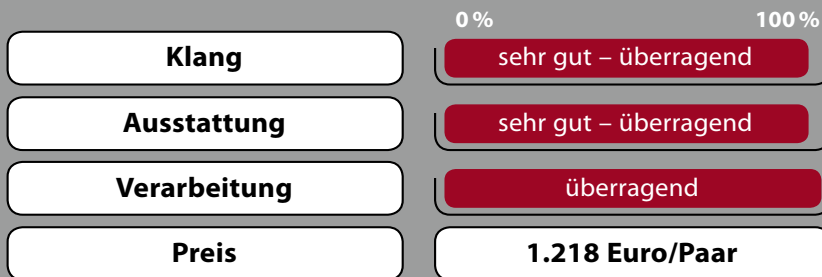 0 % 100 %
Klang sehr gut – überragend
Ausstattung sehr gut – überragend
Verarbeitung überragend
Preis 1.218 Euro/Paar